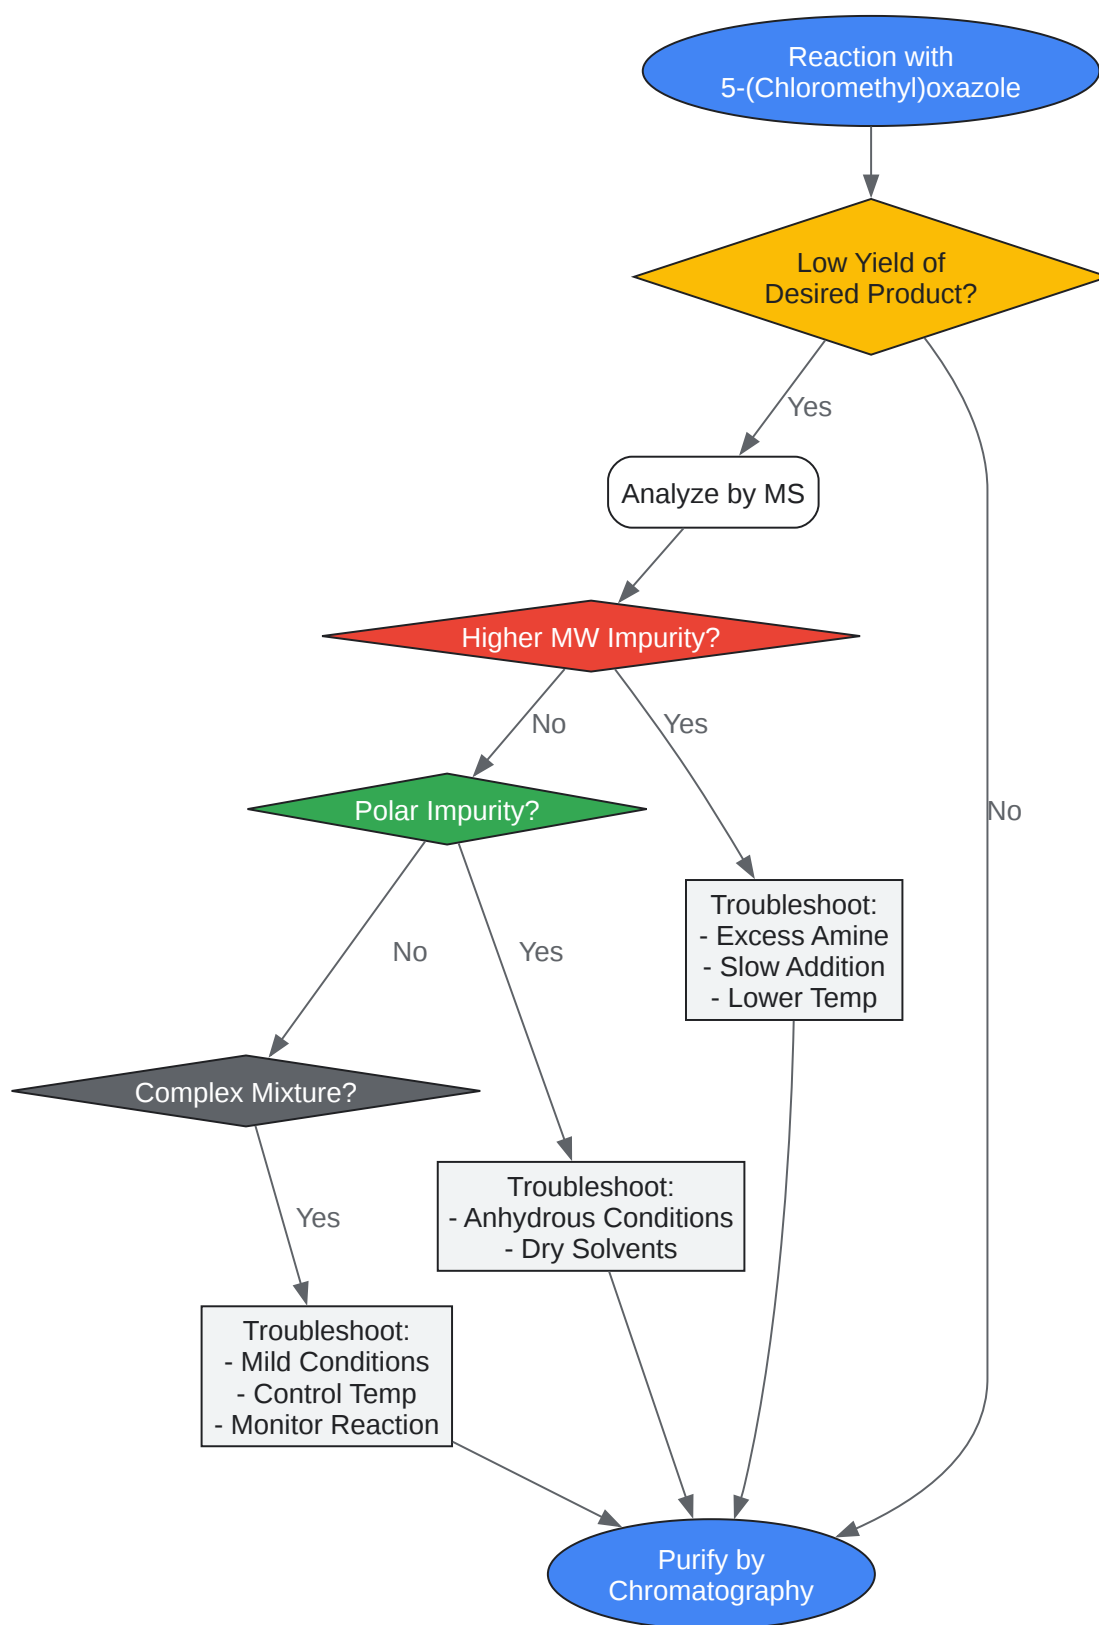 Reaction with
5-(Chloromethyl)oxazole
Low Yield of
Desired Product?
Yes
Analyze by MS
Higher MW Impurity?
No
Yes
Polar Impurity?
No
Troubleshoot:
- Excess Amine
- Slow Addition
- Lower Temp
No
Yes
Complex Mixture?
Troubleshoot:
- Anhydrous Conditions
- Dry Solvents
Yes
Troubleshoot:
- Mild Conditions
- Control Temp
- Monitor Reaction
Purify by
Chromatography